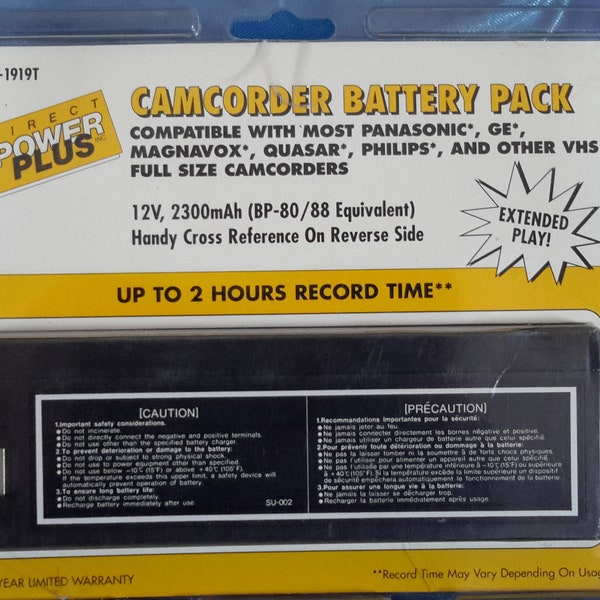 -1919T
DIRECT
POWER
PLUS INC.
CAMCORDER BATTERY PACK
COMPATIBLE WITH MOST PANASONIC*, GE*,
MAGNAVOX*, QUASAR*, PHILIPS*, AND OTHER VHS
FULL SIZE CAMCORDERS
12V, 2300mAh (BP-80/88 Equivalent)
Handy Cross Reference On Reverse Side
EXTENDED
PLAY!
UP TO 2 HOURS RECORD TIME**
[CAUTION]
1.Important safety considerations.
● Do not incinerate.
● Do not directly connect the negative and positive terminals.
● Do not use other than the specified battery charger.
2.To prevent deterioration or damage to the battery:
● Do not drop or subject to strong physical shock.
● Do not use to power equipment other than specified.
● Do not use below −10℃ (15℉) or above +40℃ (105℉).
If the temperature exceeds this upper limit, a safety device will
automatically prevent operation of battery.
3.To ensure long battery life:
● Do not discharge completely.
● Recharge battery immediately after use
SU-002
[PRÉCAUTION]
1.Recommandations importantes pour la sécurité:
● Ne jamais jeter au feu.
● Ne jamais connecter directement les bornes négative et positive.
● Ne jamais utiliser un chargeur de batterie autre que celui spécifié.
2.Pour prévenir toute détérioration ou dommage à la batterie:
● Ne pas la laisser tomber ni la soumettre à de forts chocs physiques.
● Ne pas l'utiliser pour alimenter un appareil autre que celui spécifié.
● Ne pas l'utiliser par une température inférieure à −10℃ (15℉) ou supérieure
à +40℃ (105℉). Si la température excède cette limite supérieure un dispositif
de sécurité empêchera automatiquement le fonctionnement de la batterie.
3.Pour assurer une longue vie à la batterie:
● Ne jamais la laisser se décharger trop.
● Recharger la batterie immédiatement après usage.
YEAR LIMITED WARRANTY
**Record Time May Vary Depending On Usag